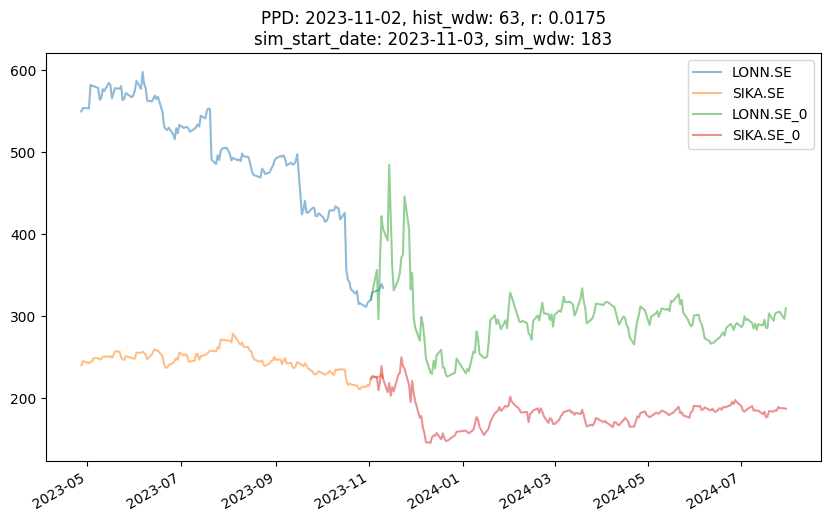 PPD: 2023-11-02, hist_wdw: 63, r: 0.0175
sim_start_date: 2023-11-03, sim_wdw: 183
LONN.SE
SIKA.SE
LONN.SE_0
SIKA.SE_0
600
500
400
300
200
2023-05
2023-07
2023-09
2023-11
2024-01
2024-03
2024-05
2024-07